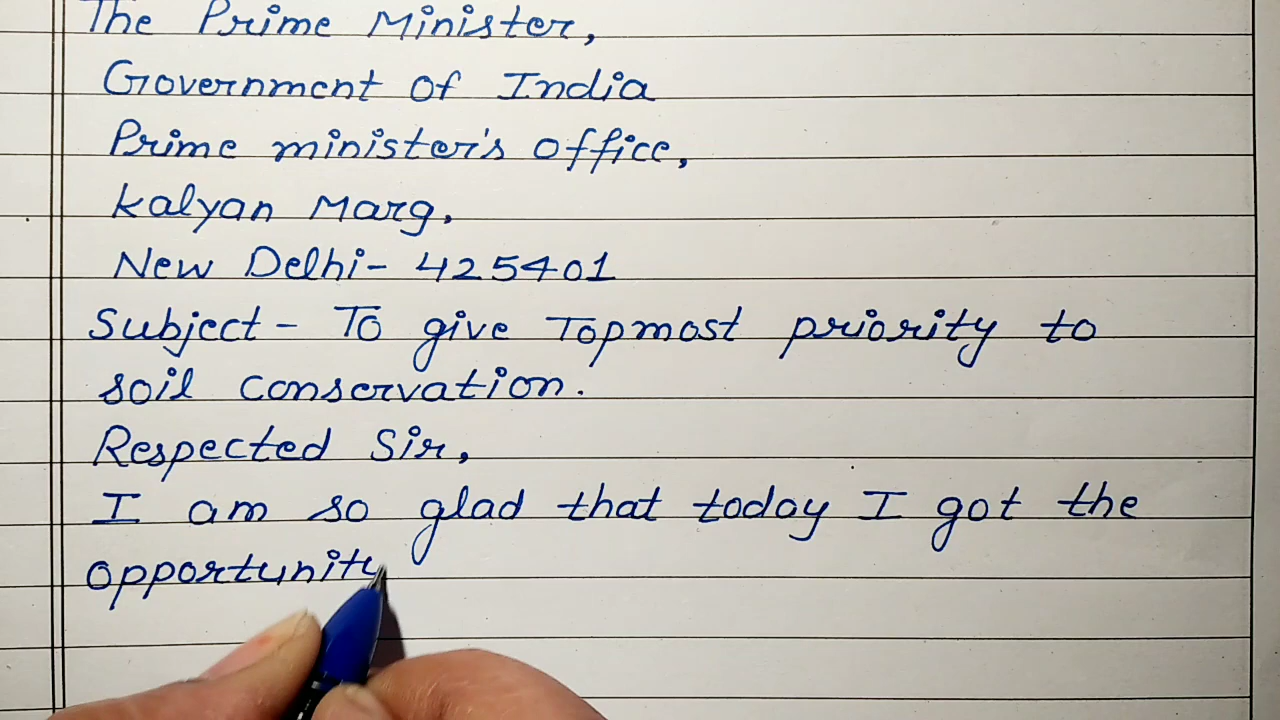 The Prime Minister,
Government of India
Prime minister's office,
Kalyan Marg.
New Delhi- 425401
Subject - To give Topmost priority to
soil conservation.
Respected Sir,
I am so glad that today I got the
opportunity